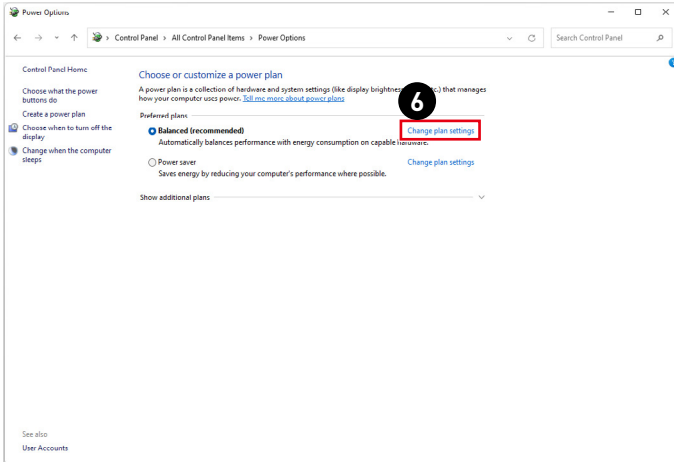 Power Options
Control Panel > All Control Panel Items > Power Options
Search Control Panel
Control Panel Home
Choose what the power
buttons do
Create a power plan
Choose when to turn off the
display
Change when the computer
sleeps
Choose or customize a power plan
A power plan is a collection of hardware and system settings (like display brightness, etc.) that manages
how your computer uses power. Tell me more about power plans
6
Preferred plans
Balanced (recommended)
Change plan settings
Automatically balances performance with energy consumption on capable hardware.
Power saver
Change plan settings
Saves energy by reducing your computer's performance where possible.
Show additional plans
See also
User Accounts